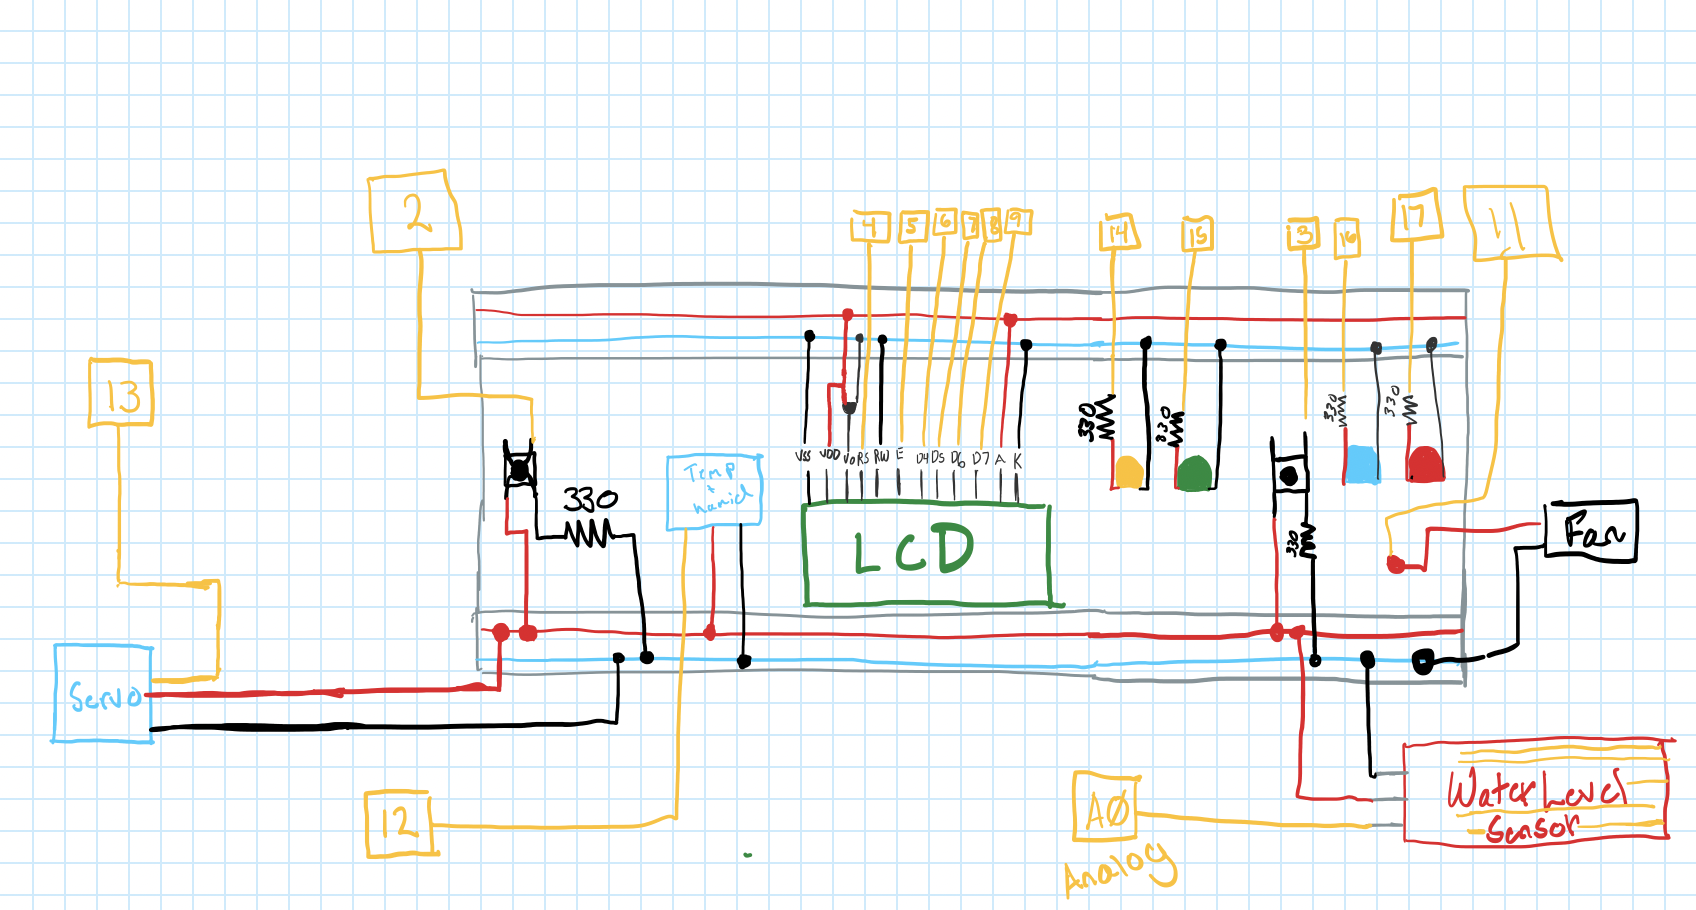 2
4
5
6
7
8
9
14
15
13
16
17
11
13
330
330
330
330
VSS VDD Vo RS RW E D4 D5 D6 D7 A K
Temp
+
humid
330
LCD
330
Fan
Servo
12
A0
Analog
Water Level
Sensor